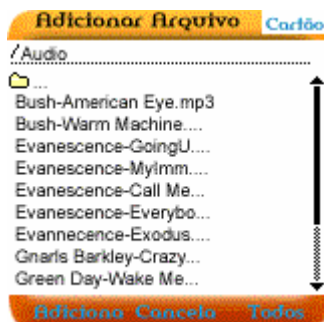 Adicionar Arquivo Cartão
/Audio
...
Bush-American Eye.mp3
Bush-Warm Machine....
Evanescence-GoingU....
Evanescence-MyImm....
Evanescence-Call Me...
Evanescence-Everybo...
Evannecence-Exodus....
Gnarls Barkley-Crazy...
Green Day-Wake Me...
Adiciona Cancela Todos